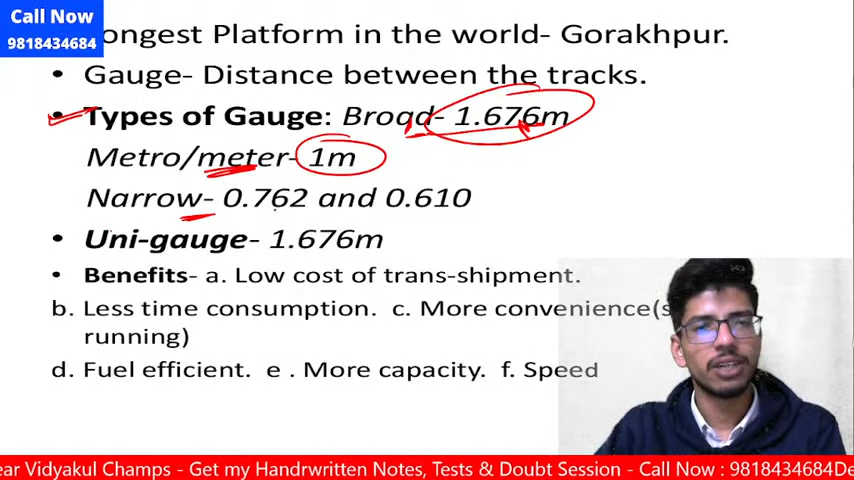 Call Now
9818434684
ongest Platform in the world- Gorakhpur.
• Gauge- Distance between the tracks.
• Types of Gauge: Broad- 1.676m
Metro/meter- 1m
Narrow- 0.762 and 0.610
• Uni-gauge- 1.676m
• Benefits- a. Low cost of trans-shipment.
b. Less time consumption. c. More convenience(s
running)
d. Fuel efficient. e . More capacity. f. Speed
ear Vidyakul Champs - Get my Handrwritten Notes, Tests & Doubt Session - Call Now : 9818434684De